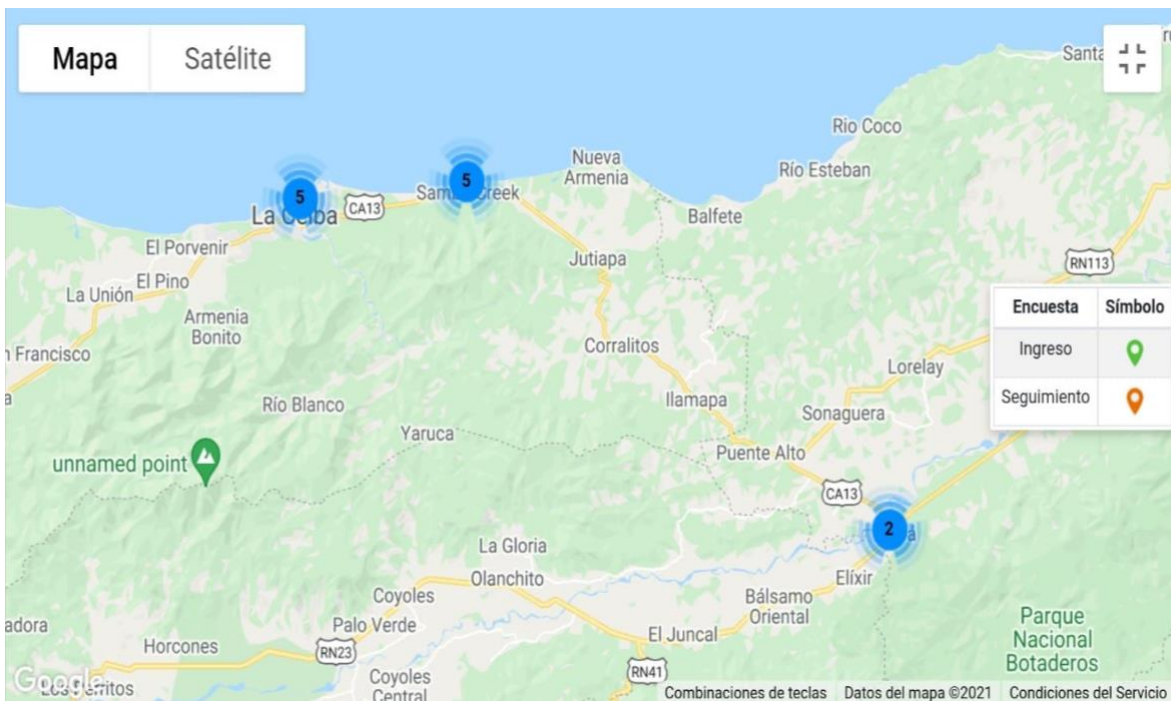 Mapa
Satélite
Santa
Rio Coco
Nueva
Armenia
Río Esteban
5
5
CA13
La Ceiba
Creek
Balfete
El Porvenir
Jutiapa
RN113
El Pino
La Unión
Armenia
Bonito
Encuesta
Símbolo
Ingreso
Seguimiento
n Francisco
Corralitos
Lorelay
Río Blanco
Ilamapa
Sonaguera
Yaruca
Puente Alto
unnamed point
CA13
2
La Gloria
Olanchito
Elíxir
Coyoles
Bálsamo
Oriental
Parque
Nacional
Botaderos
adora
Palo Verde
El Juncal
Horcones
RN23
RN41
Coyoles
Central
Google
Combinaciones de teclas
Datos del mapa ©2021
Condiciones del Servicio